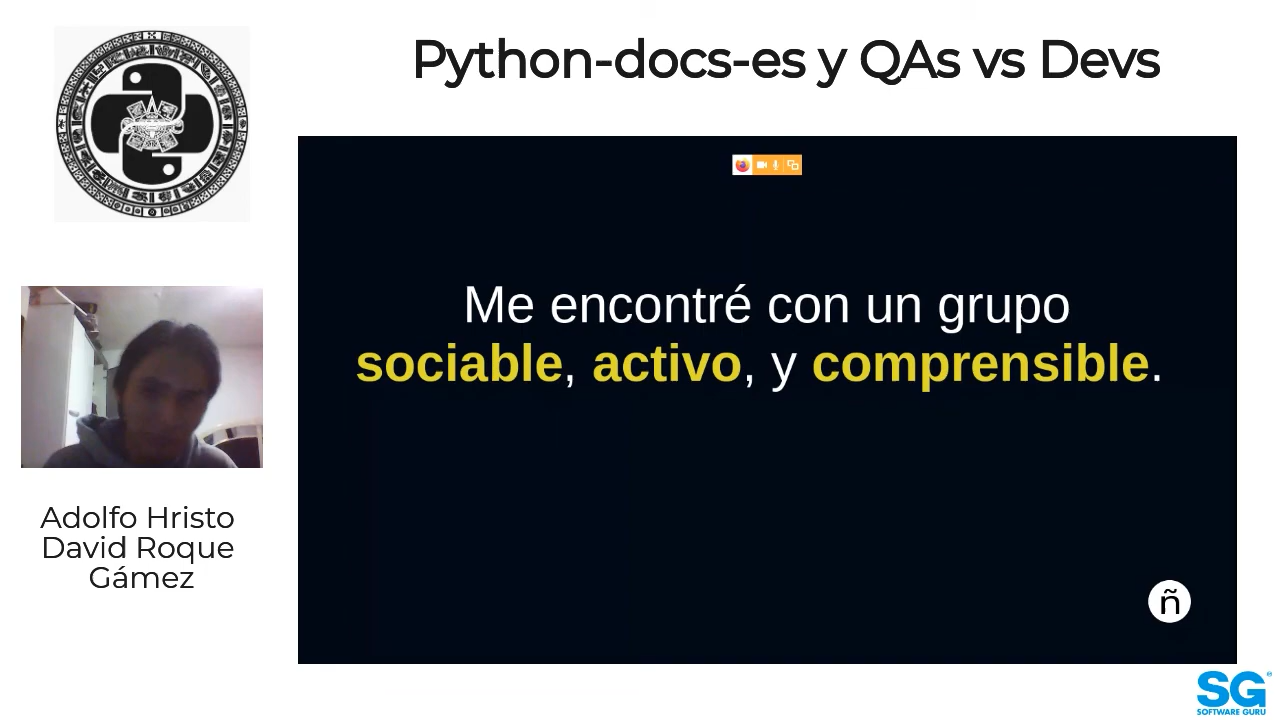 Python-docs-es y QAs vs Devs
Me encontré con un grupo
sociable, activo, y comprensible.
ñ
Adolfo Hristo
David Roque
Gámez
SG®
SOFTWARE GURU